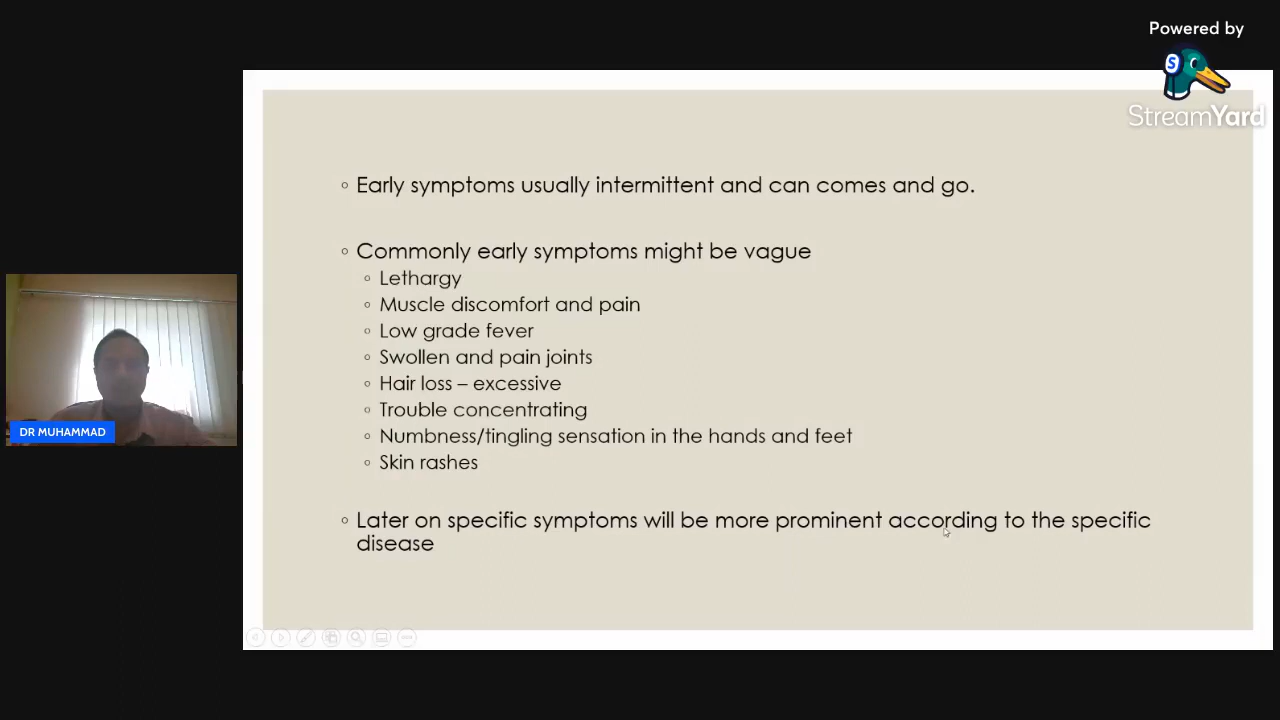 Powered by
StreamYard
Early symptoms usually intermittent and can comes and go.
Commonly early symptoms might be vague
Lethargy
Muscle discomfort and pain
Low grade fever
Swollen and pain joints
Hair loss – excessive
Trouble concentrating
Numbness/tingling sensation in the hands and feet
Skin rashes
Later on specific symptoms will be more prominent according to the specific
disease
DR MUHAMMAD